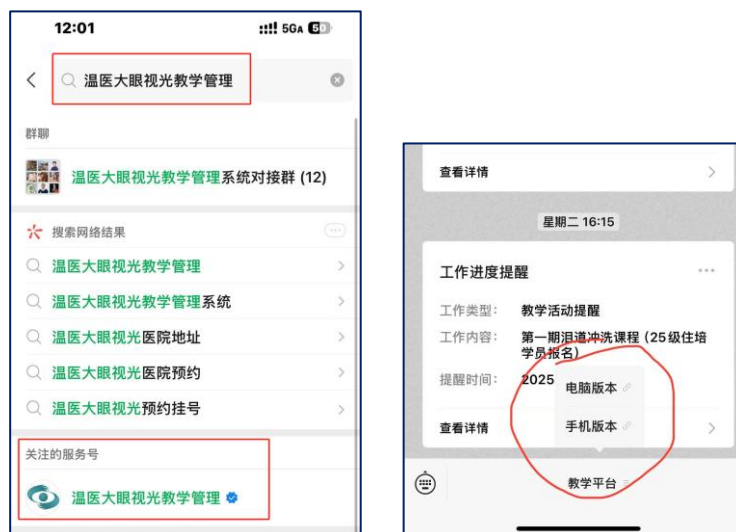 12:01
5GA 50
温医大眼视光教学管理
群聊
温医大眼视光教学管理系统对接群 (12)
搜索网络结果
温医大眼视光教学管理
温医大眼视光教学管理系统
温医大眼视光医院地址
温医大眼视光医院预约
温医大眼视光预约挂号
关注的服务号
温医大眼视光教学管理
查看详情
星期二 16:15
工作进度提醒
工作类型: 教学活动提醒
工作内容: 第一期泪道冲洗课程 (25级住培
学员报名)
提醒时间: 2025
电脑版本
查看详情
手机版本
教学平台